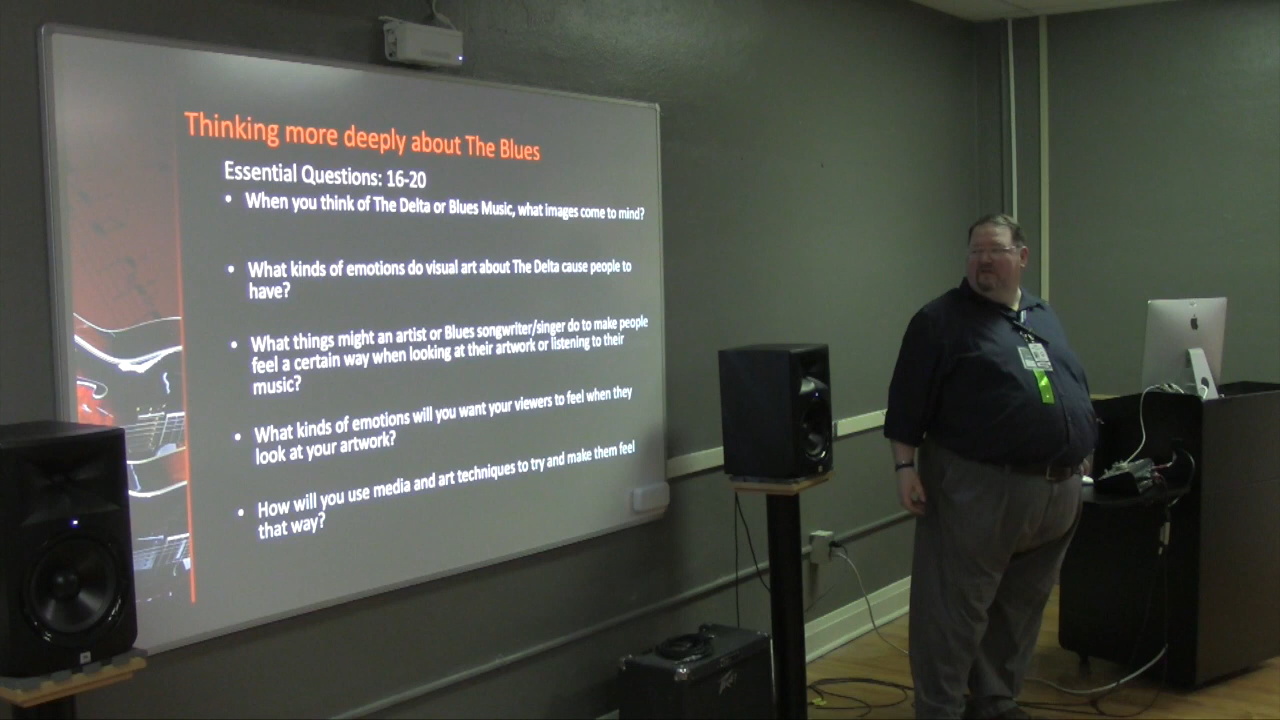 Thinking more deeply about The Blues
Essential Questions: 16-20
• When you think of The Delta or Blues Music, what images come to mind?
• What kinds of emotions do visual art about The Delta cause people to
have?
• What things might an artist or Blues songwriter/singer do to make people
feel a certain way when looking at their artwork or listening to their
music?
• What kinds of emotions will you want your viewers to feel when they
look at your artwork?
• How will you use media and art techniques to try and make them feel
that way?